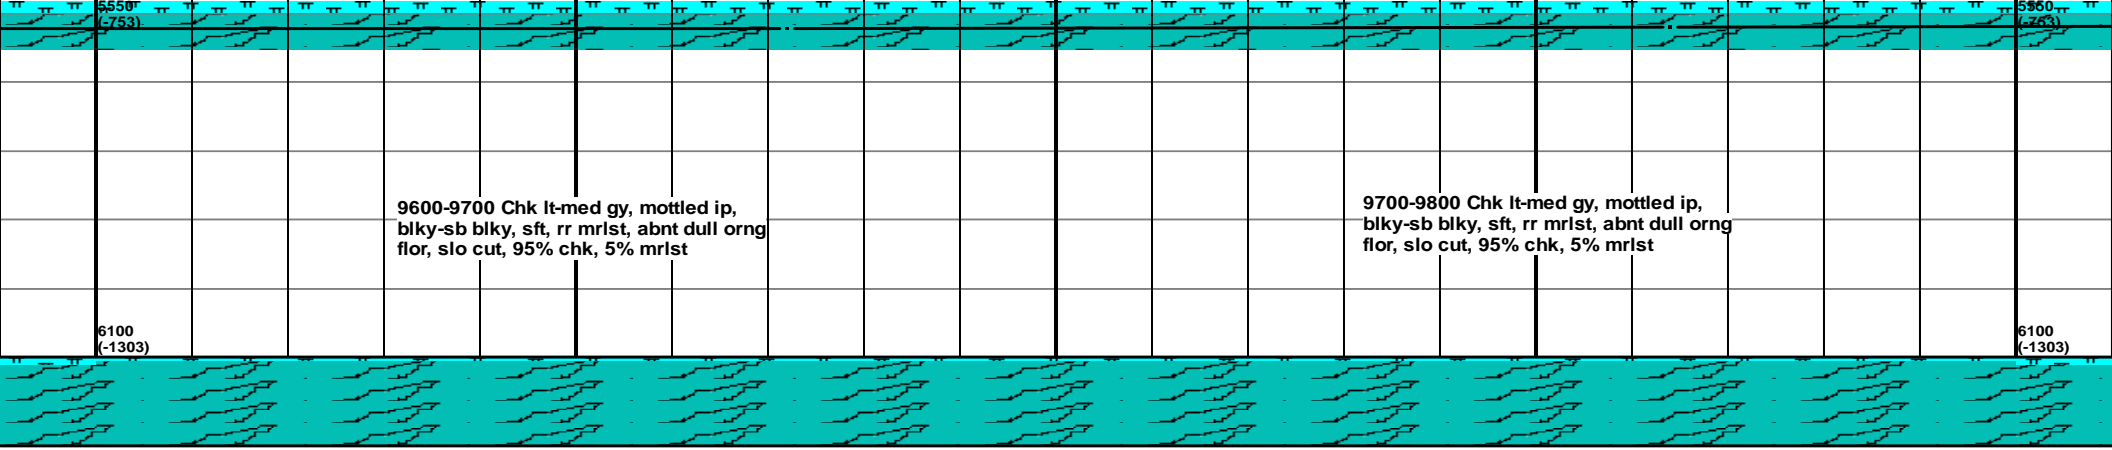 5550
(-753)
5550
(-753)
9600-9700 Chk lt-med gy, mottled ip,
blky-sb blky, sft, rr mrlst, abnt dull orng
flor, slo cut, 95% chk, 5% mrlst
9700-9800 Chk lt-med gy, mottled ip,
blky-sb blky, sft, rr mrlst, abnt dull orng
flor, slo cut, 95% chk, 5% mrlst
6100
(-1303)
6100
(-1303)